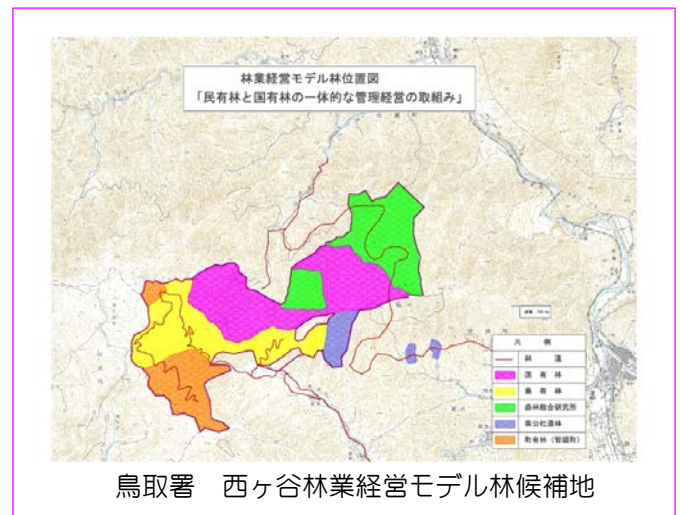 林業経営モデル林位置図
「民有林と国有林の一体的な管理経営の取組み」
凡 例
林 道
国 有 林
県 有 林
森林総合研究所
県公社造林
町有林（智頭町）
鳥取署 西ヶ谷林業経営モデル林候補地